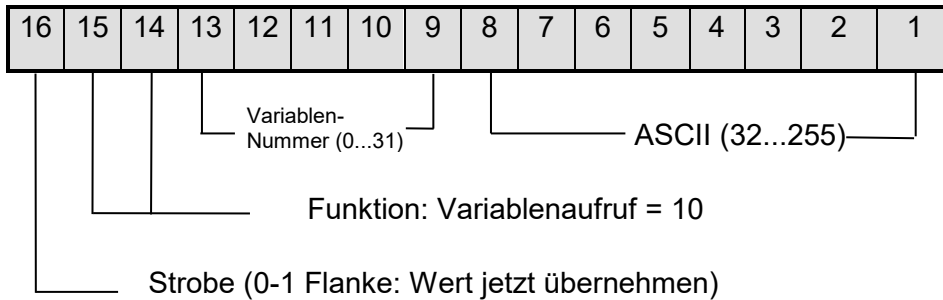 16 15 14 13 12 11 10 9 8 7 6 5 4 3 2 1
Variablen-
Nummer (0...31)
ASCII (32...255)
Funktion: Variablenaufruf = 10
Strobe (0-1 Flanke: Wert jetzt übernehmen)